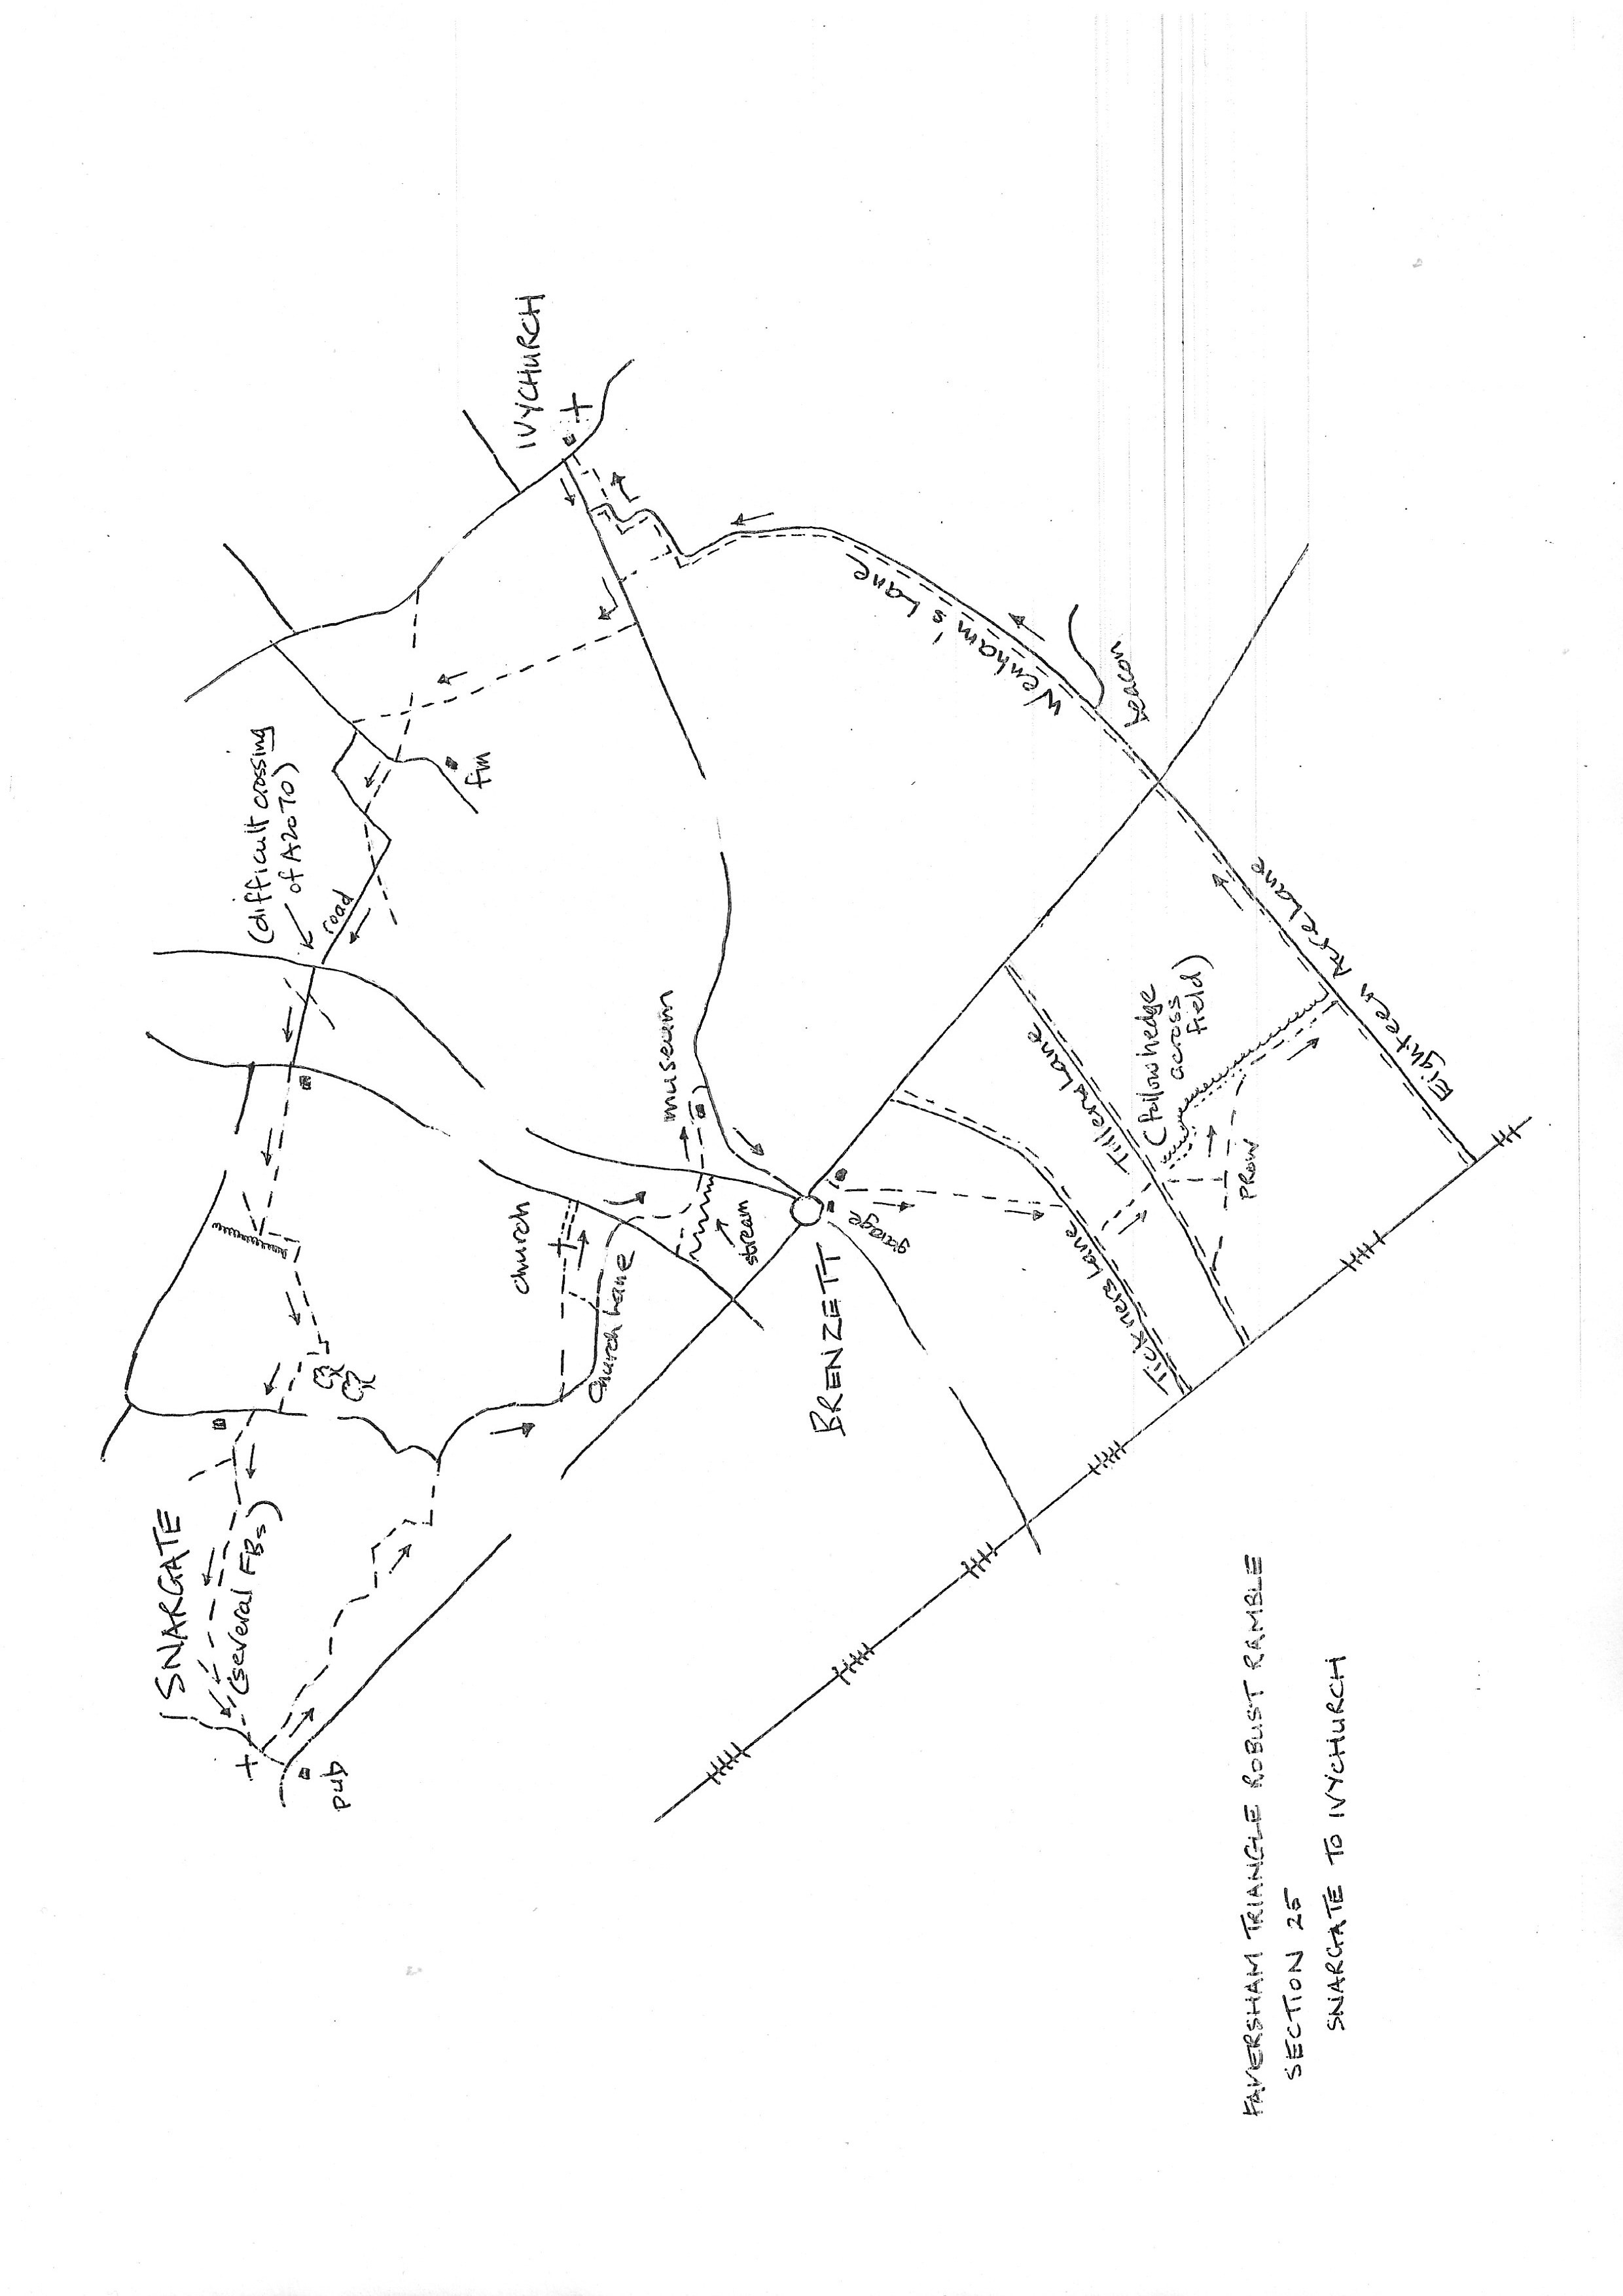 SNARGATE
(several FBs)
pub
(difficult crossing
of A2070)
road
fm
IVYCHURCH
church
Church Lane
museum
stream
BRENZETT
garage
Wenham's Lane
beacon
Tickners Lane
Tillers Lane
(follow hedge
across
field)
PROW
Eighteen Acre Lane
FAVERSHAM TRIANGLE ROBUST RAMBLE
SECTION 25
SNARGATE TO IVYCHURCH